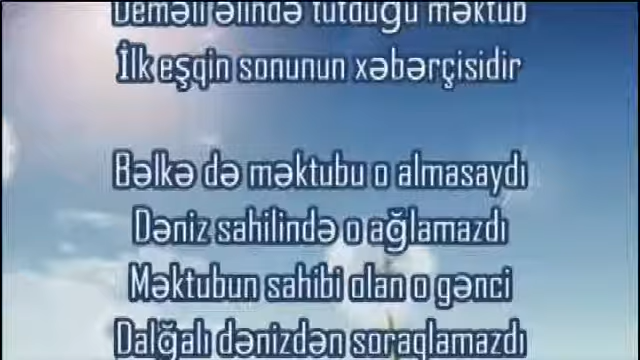 Deməli əlində tutduğu məktub
İlk eşqin sonunun xəbərçisidir
Bəlkə də məktubu o almasaydı
Dəniz sahilində o ağlamazdı
Məktubun sahibi olan o gənci
Dalğalı dənizdən soraqlamazdı